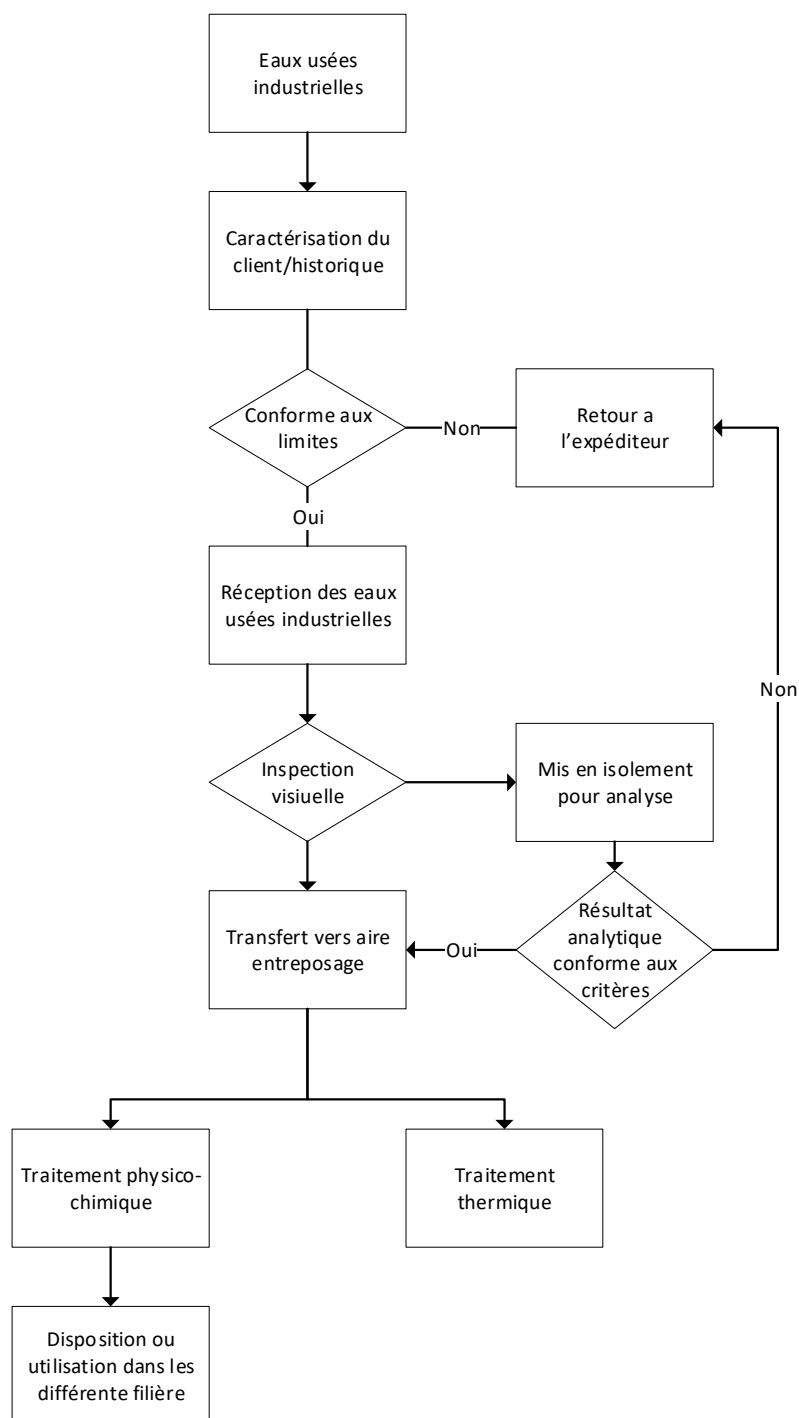 Eaux usées
industrielles
Caractérisation du
client/historique
Conforme aux
limites
Non
Retour a
l'expéditeur
Oui
Réception des eaux
usées industrielles
Non
Inspection
visiuelle
Mis en isolement
pour analyse
Transfert vers aire
entreposage
Oui
Résultat
analytique
conforme aux
critères
Traitement physico-
chimique
Traitement
thermique
Disposition ou
utilisation dans les
différente filière